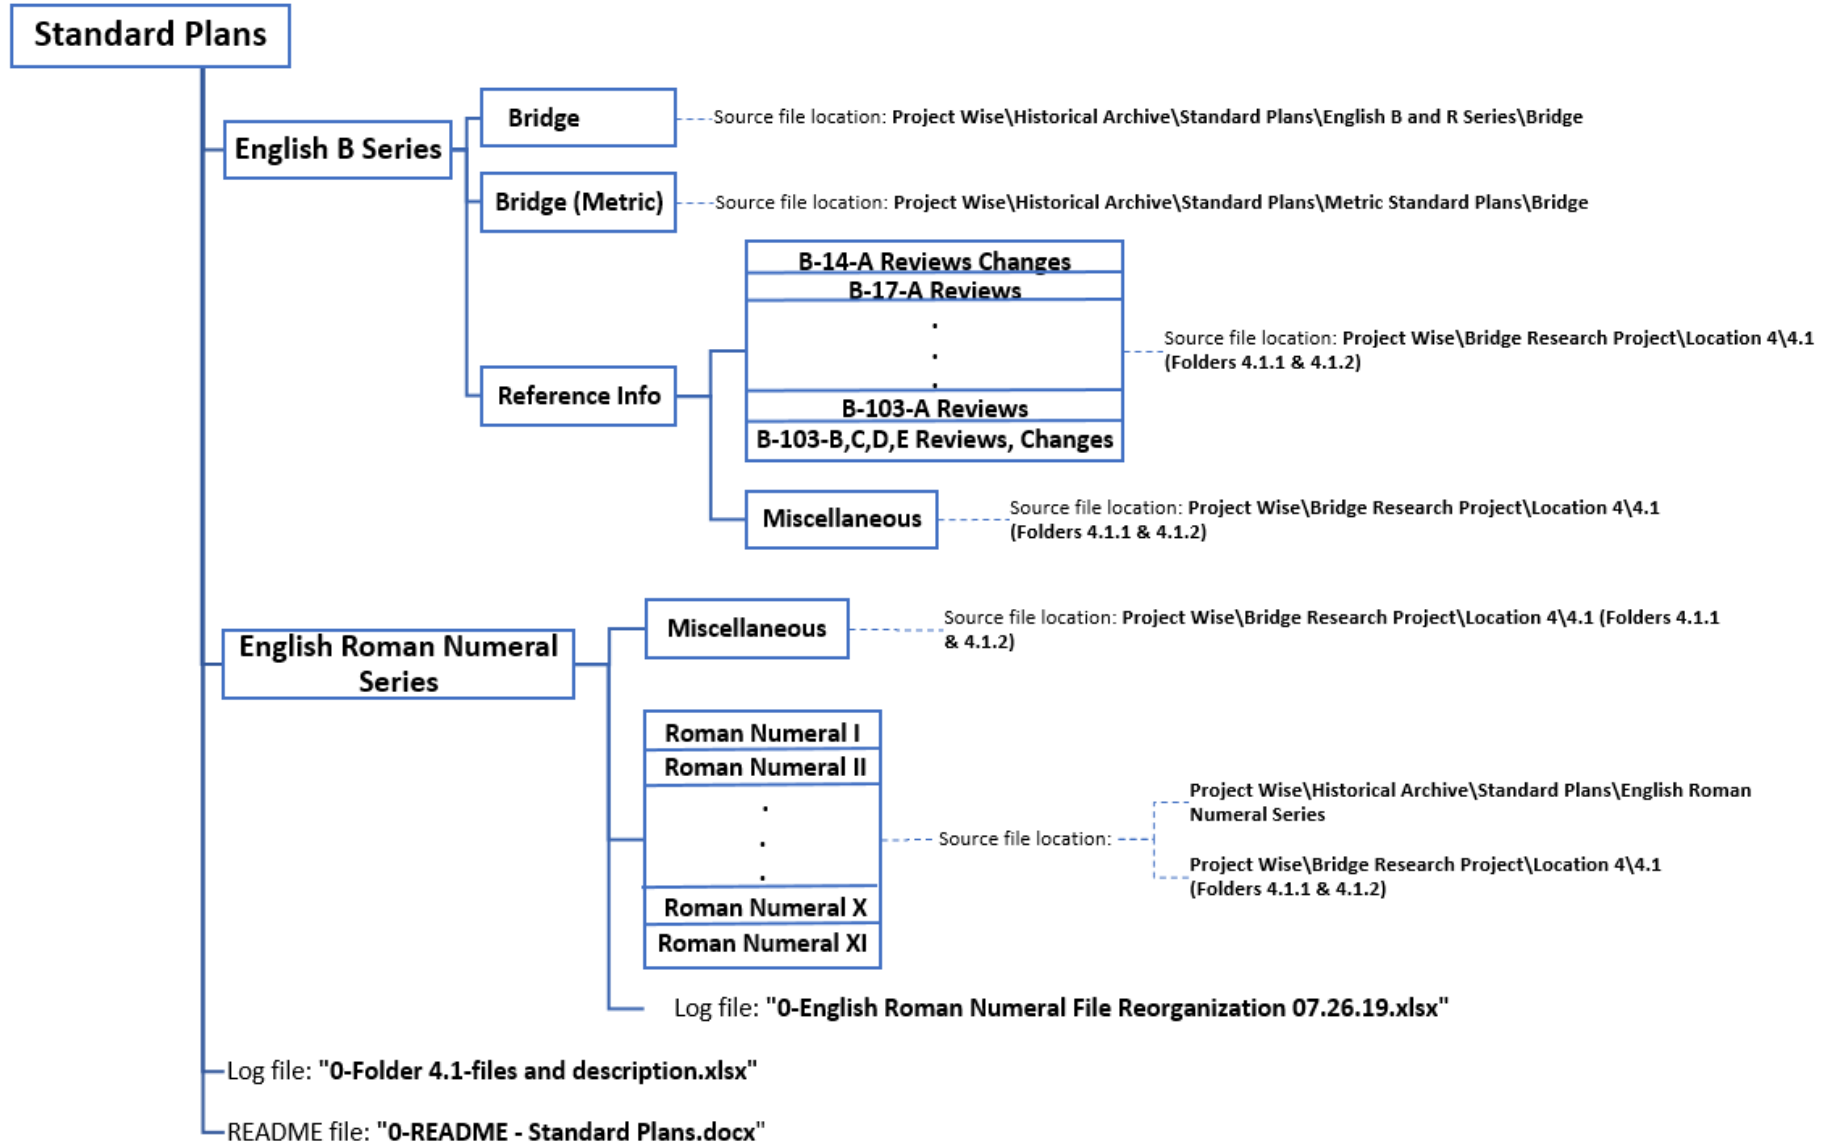 Standard Plans
English B Series
Bridge
Source file location: Project Wise\Historical Archive\Standard Plans\English B and R Series\Bridge
Bridge (Metric)
Source file location: Project Wise\Historical Archive\Standard Plans\Metric Standard Plans\Bridge
Reference Info
B-14-A Reviews Changes
B-17-A Reviews
.
.
.
B-103-A Reviews
B-103-B,C,D,E Reviews, Changes
Source file location: Project Wise\Bridge Research Project\Location 4\4.1
(Folders 4.1.1 & 4.1.2)
Miscellaneous
Source file location: Project Wise\Bridge Research Project\Location 4\4.1
(Folders 4.1.1 & 4.1.2)
English Roman Numeral
Series
Miscellaneous
Source file location: Project Wise\Bridge Research Project\Location 4\4.1 (Folders 4.1.1
& 4.1.2)
Roman Numeral I
Roman Numeral II
.
.
.
Roman Numeral X
Roman Numeral XI
Source file location:
Project Wise\Historical Archive\Standard Plans\English Roman
Numeral Series
Project Wise\Bridge Research Project\Location 4\4.1
(Folders 4.1.1 & 4.1.2)
Log file: "0-English Roman Numeral File Reorganization 07.26.19.xlsx"
Log file: "0-Folder 4.1-files and description.xlsx"
README file: "0-README - Standard Plans.docx"